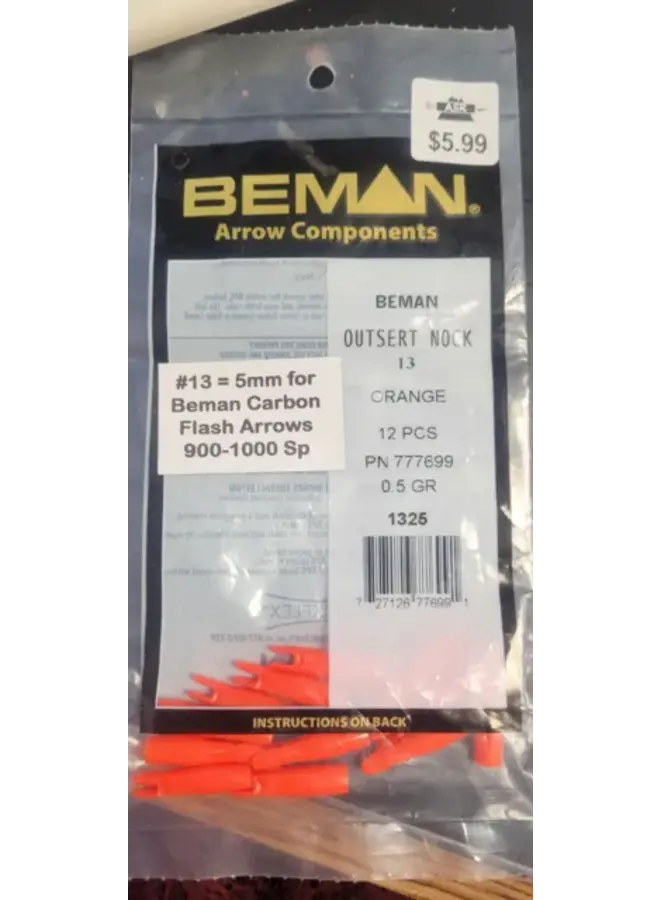 ASR
$5.99
BEMAN®
Arrow Components
BEMAN
OUTSERT NOCK
13
ORANGE
12 PCS
PN 777699
0.5 GR
1325
7 27126 77699 1
#13 = 5mm for
Beman Carbon
Flash Arrows
900-1000 Sp
INSTRUCTIONS ON BACK